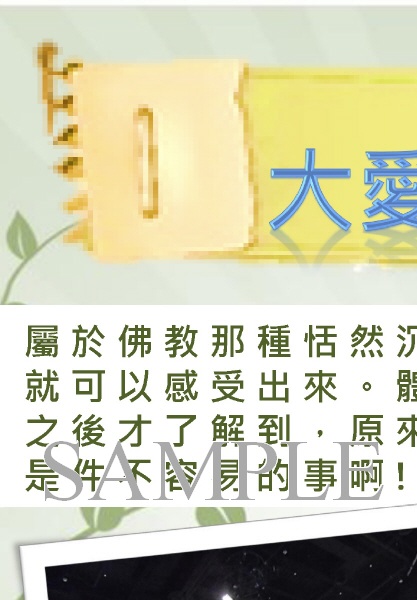 大愛
屬於佛教那種恬然沉
就可以感受出來。體
之後才了解到，原來
是件不容易的事啊!
SAMPLE